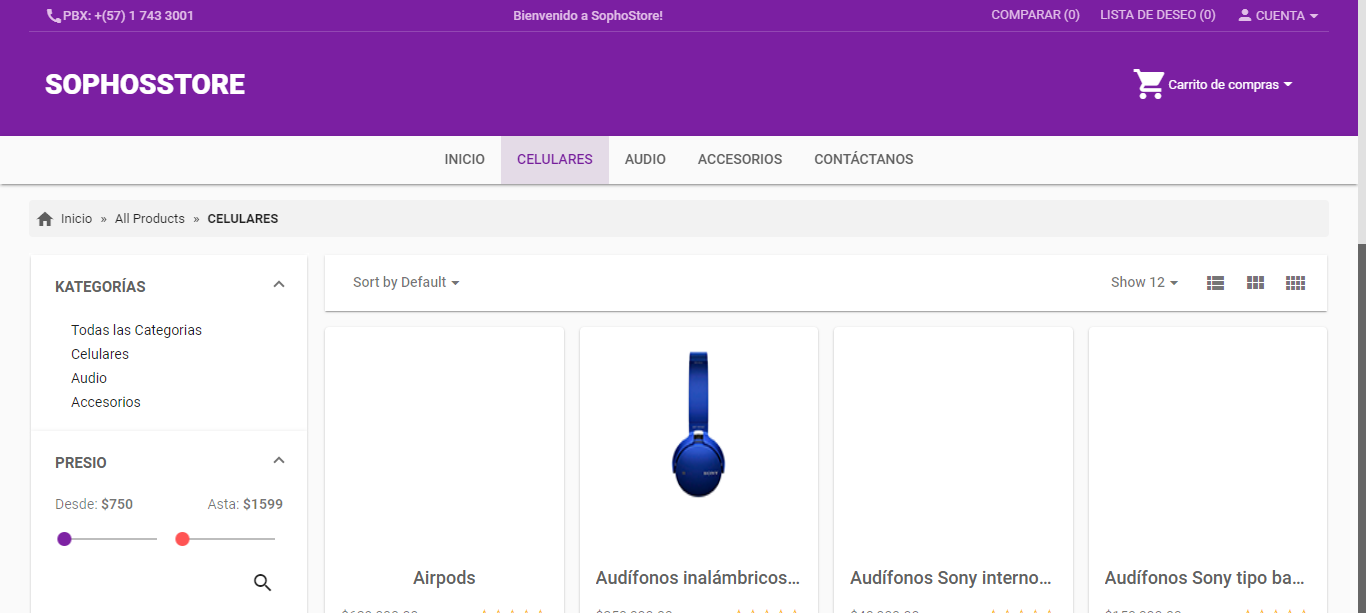 PBX: +(57) 1 743 3001
Bienvenido a SophoStore!
COMPARAR (0) LISTA DE DESEO (0) CUENTA
SOPHOSSTORE
Carrito de compras
INICIO CELULARES AUDIO ACCESORIOS CONTÁCTANOS
Inicio » All Products » CELULARES
KATEGORÍAS
Todas las Categorias
Celulares
Audio
Accesorios
PRESIO
Desde: $750 Asta: $1599
Sort by Default
Show 12
SONY
Airpods
Audífonos inalámbricos...
Audífonos Sony interno...
Audífonos Sony tipo ba...